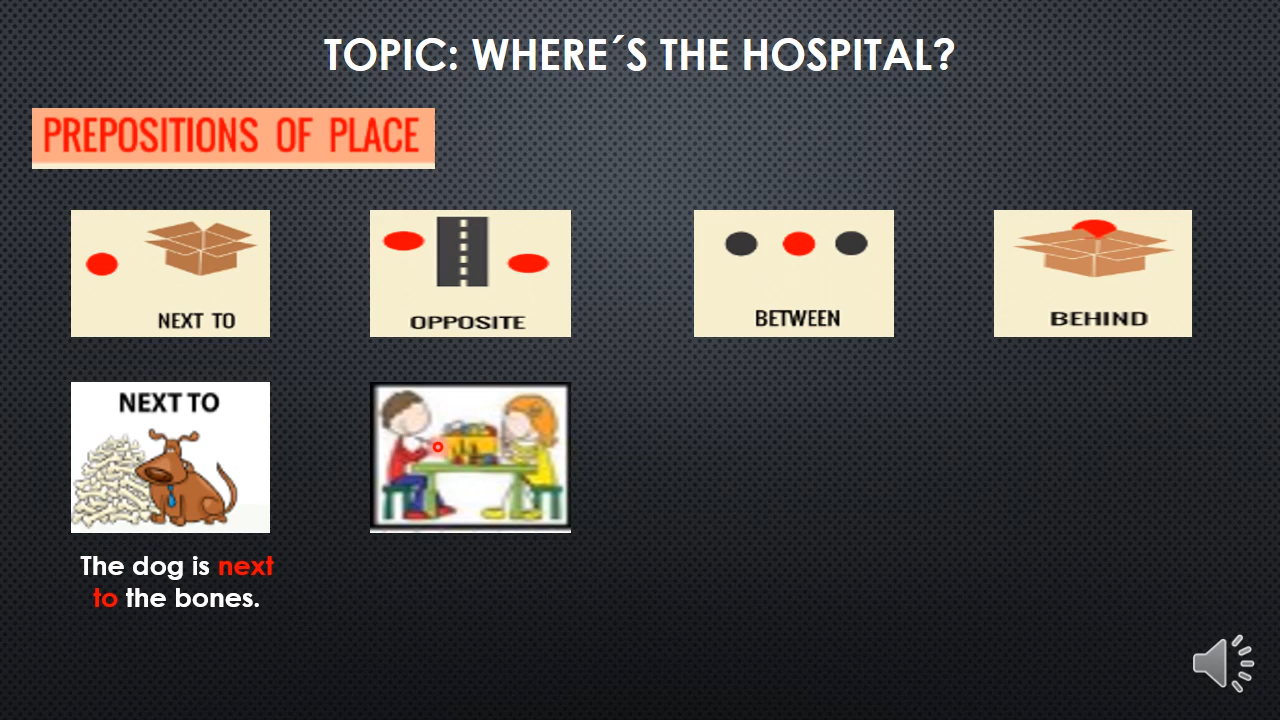 TOPIC: WHERE´S THE HOSPITAL?
PREPOSITIONS OF PLACE
NEXT TO
OPPOSITE
BETWEEN
BEHIND
NEXT TO
The dog is next
to the bones.